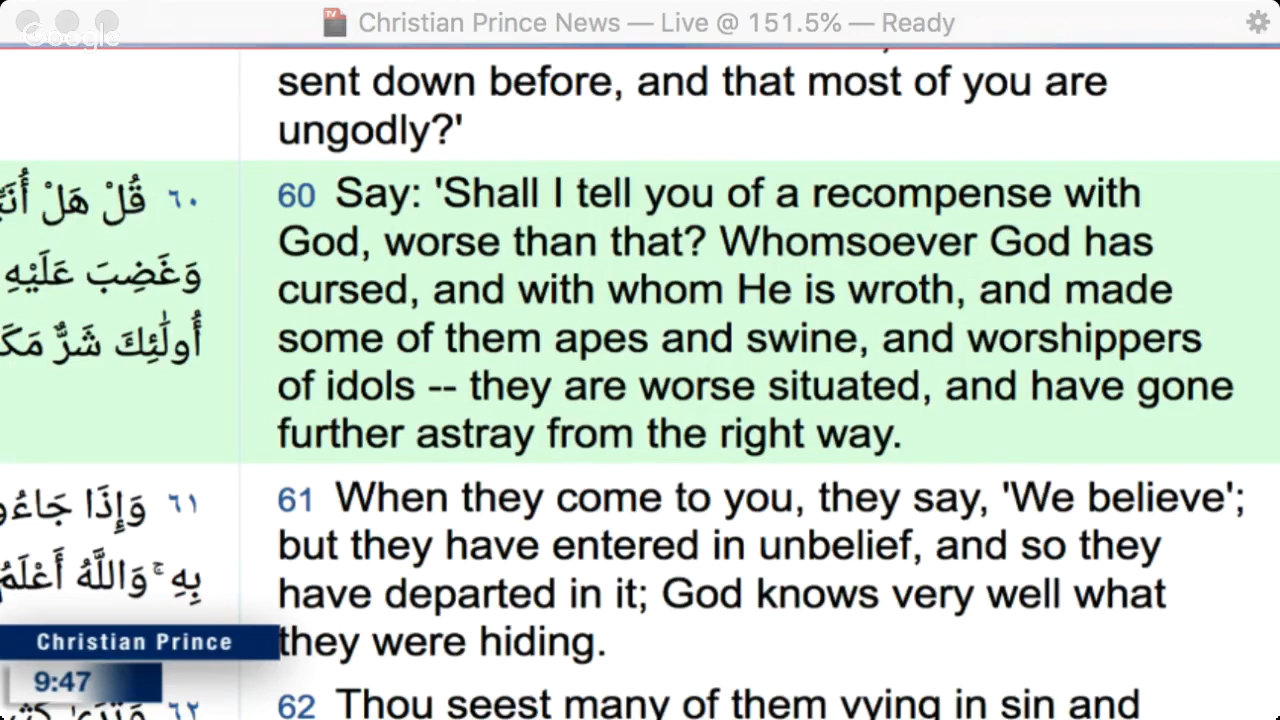 Christian Prince News — Live @ 151.5% — Ready
Google
sent down before, and that most of you are
ungodly?'
٦٠ قُلْ هَلْ
60 Say: 'Shall I tell you of a recompense with
God, worse than that? Whomsoever God has
وَغَضِبَ عَلَيْهِ
cursed, and with whom He is wroth, and made
أُولَٰئِكَ شَرٌّ
some of them apes and swine, and worshippers
of idols -- they are worse situated, and have gone
further astray from the right way.
٦١ وَإِذَا
61 When they come to you, they say, 'We believe';
but they have entered in unbelief, and so they
بِهِ ۚ وَاللَّهُ أَعْلَمُ
have departed in it; God knows very well what
they were hiding.
Christian Prince
9:47
٦٢
62 Thou seest many of them vying in sin and